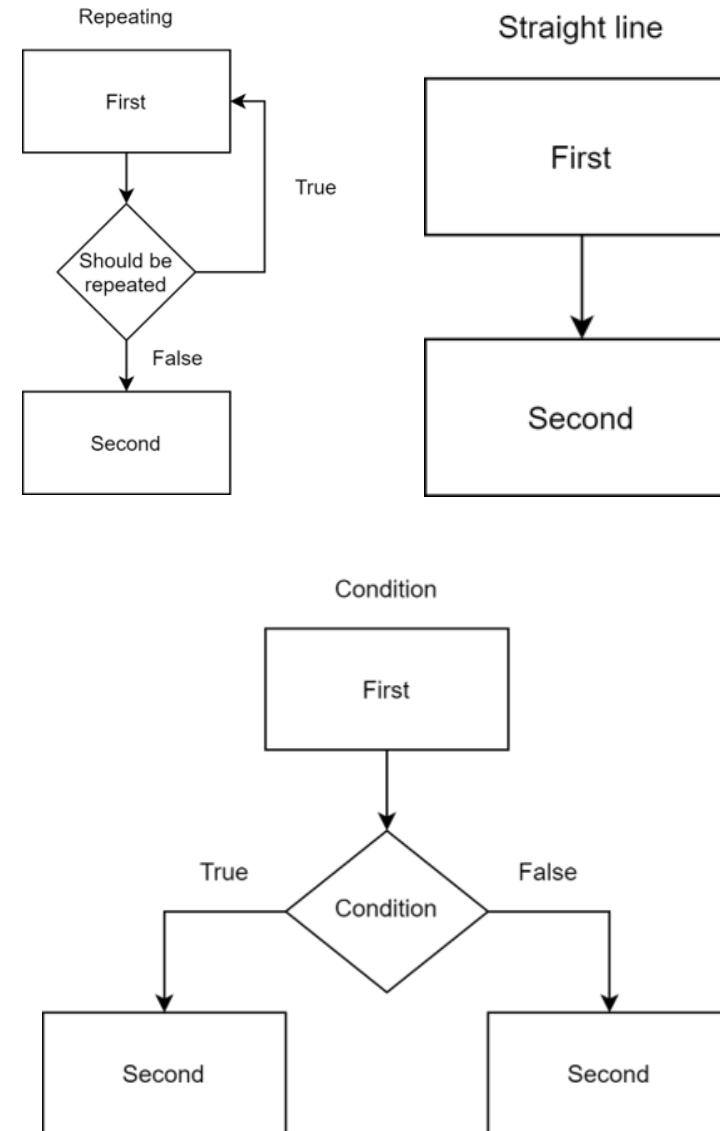 Repeating
First
True
Should be
repeated
False
Second
Straight line
First
Second
Condition
First
True
False
Condition
Second
Second